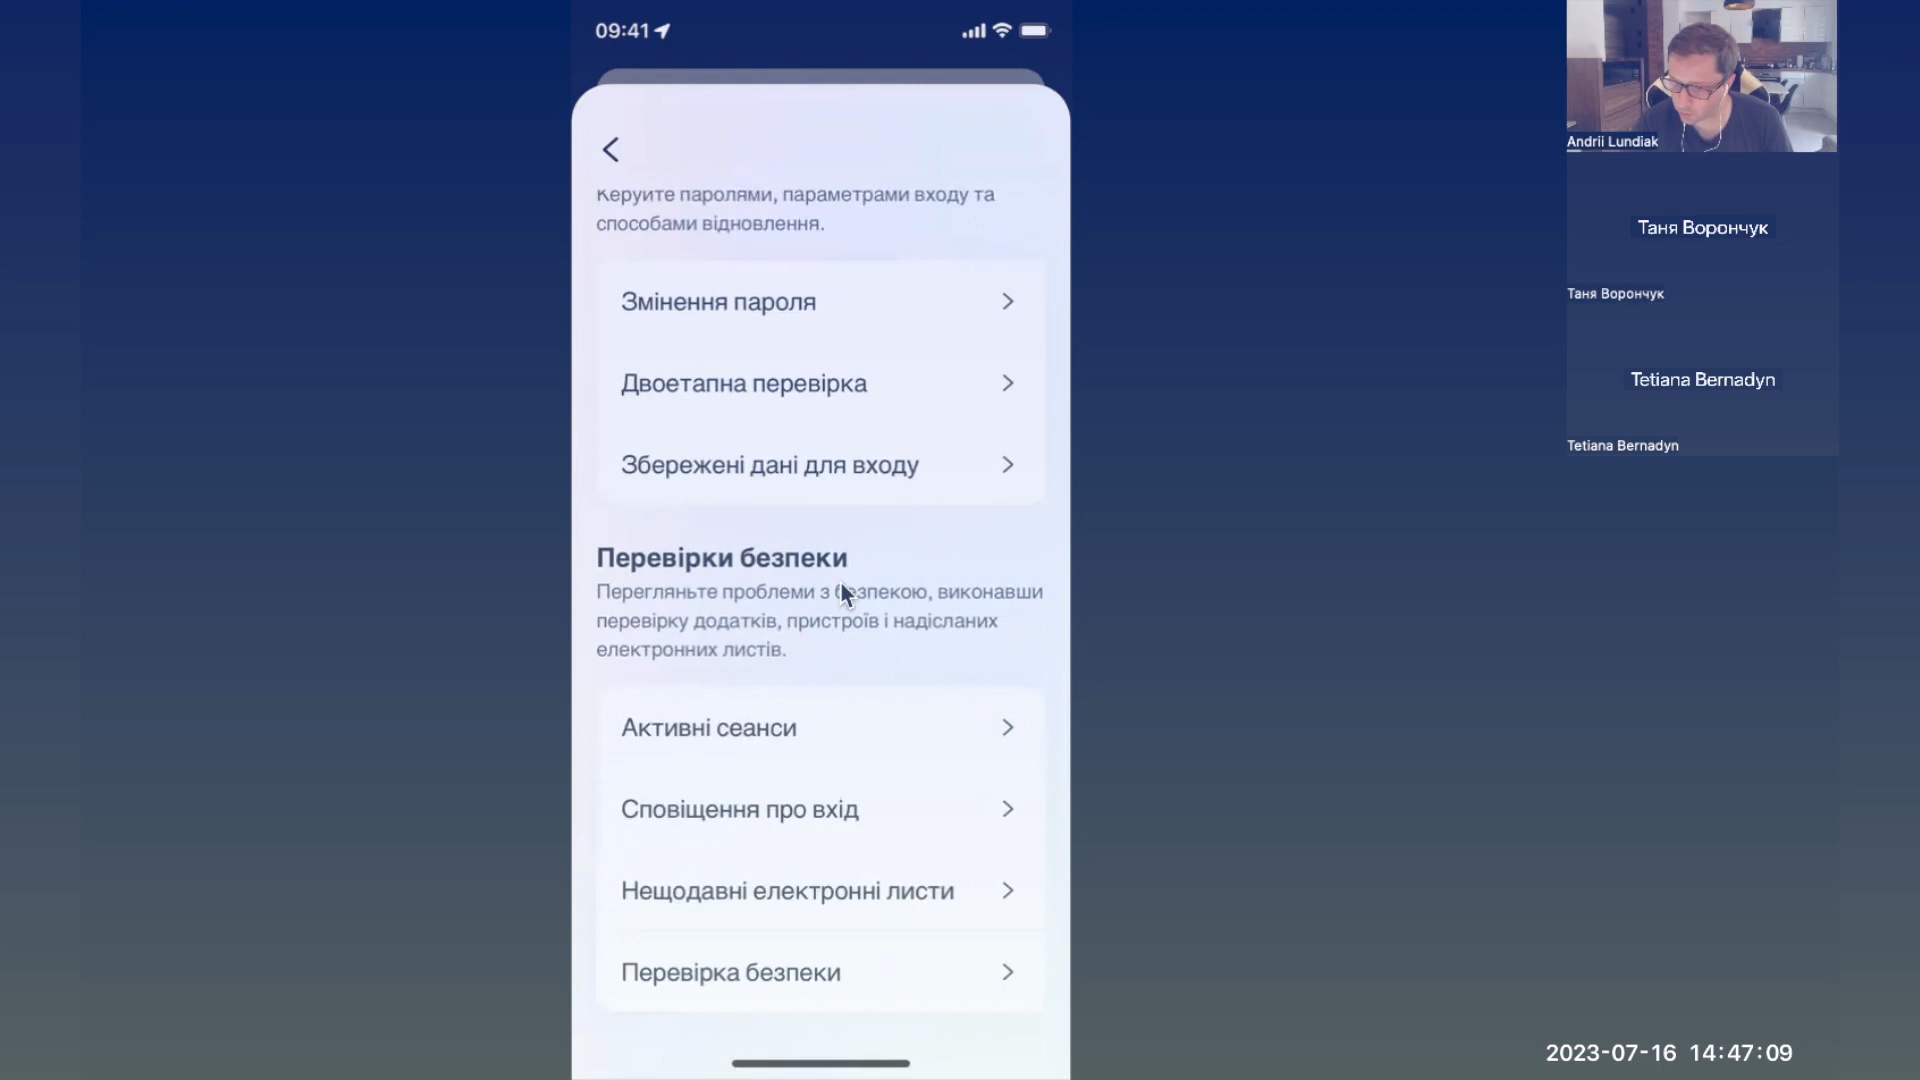 09:41
Керуйте паролями, параметрами входу та
способами відновлення.
Змінення пароля
Двоетапна перевірка
Збережені дані для входу
Перевірки безпеки
Перегляньте проблеми з безпекою, виконавши
перевірку додатків, пристроїв і надісланих
електронних листів.
Активні сеанси
Сповіщення про вхід
Нещодавні електронні листи
Перевірка безпеки
Andrii Lundiak
Таня Ворончук
Таня Ворончук
Tetiana Bernadyn
Tetiana Bernadyn
2023-07-16 14:47:09